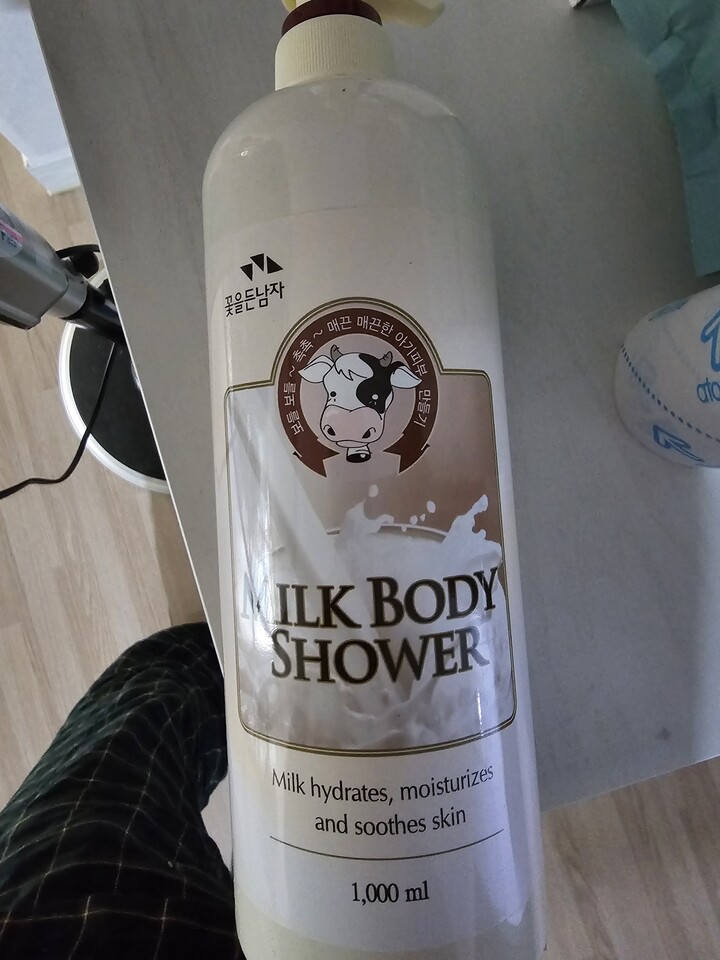 꽃을든남자
보들 보들 ~ 촉촉 ~ 매끈 매끈한 아기피부 만들기
MILK BODY
SHOWER
Milk hydrates, moisturizes
and soothes skin
1,000 ml
ato